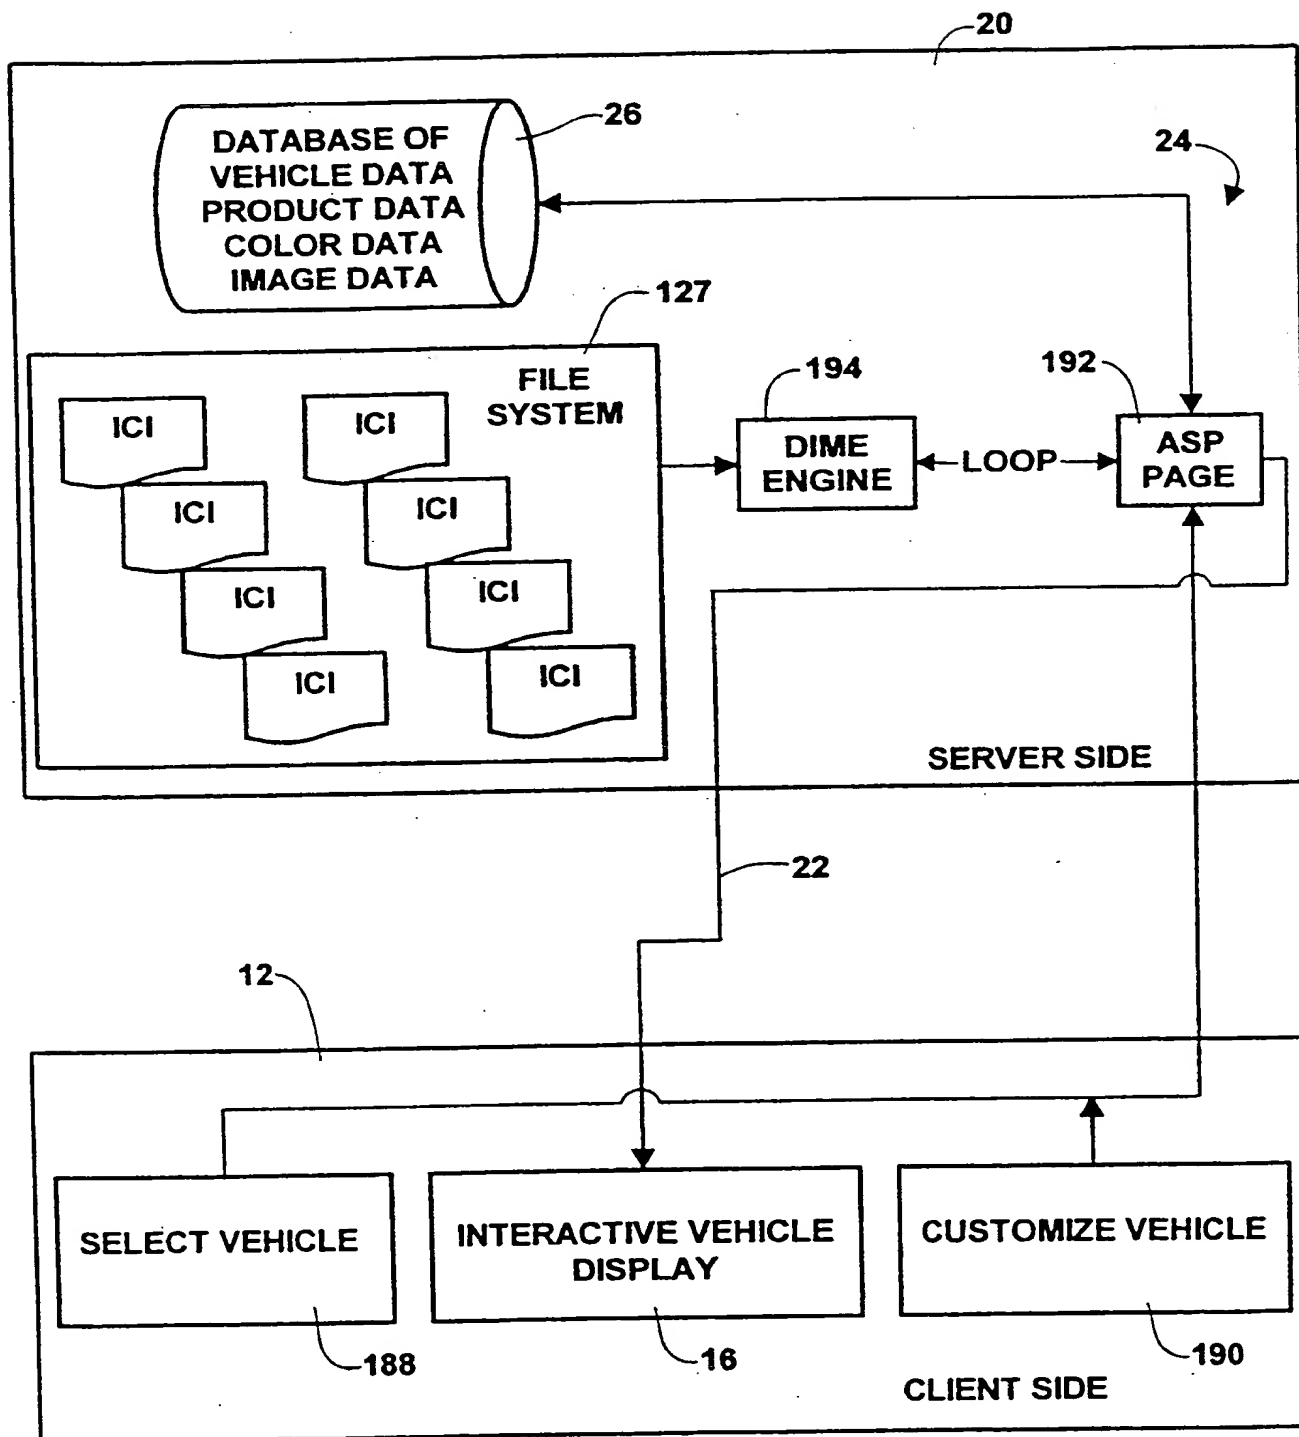 20
26
DATABASE OF
VEHICLE DATA
PRODUCT DATA
COLOR DATA
IMAGE DATA
24
127
FILE
SYSTEM
ICI
ICI
ICI
ICI
ICI
ICI
ICI
ICI
194
DIME
ENGINE
LOOP
192
ASP
PAGE
SERVER SIDE
22
12
SELECT VEHICLE
INTERACTIVE VEHICLE
DISPLAY
CUSTOMIZE VEHICLE
188
16
190
CLIENT SIDE